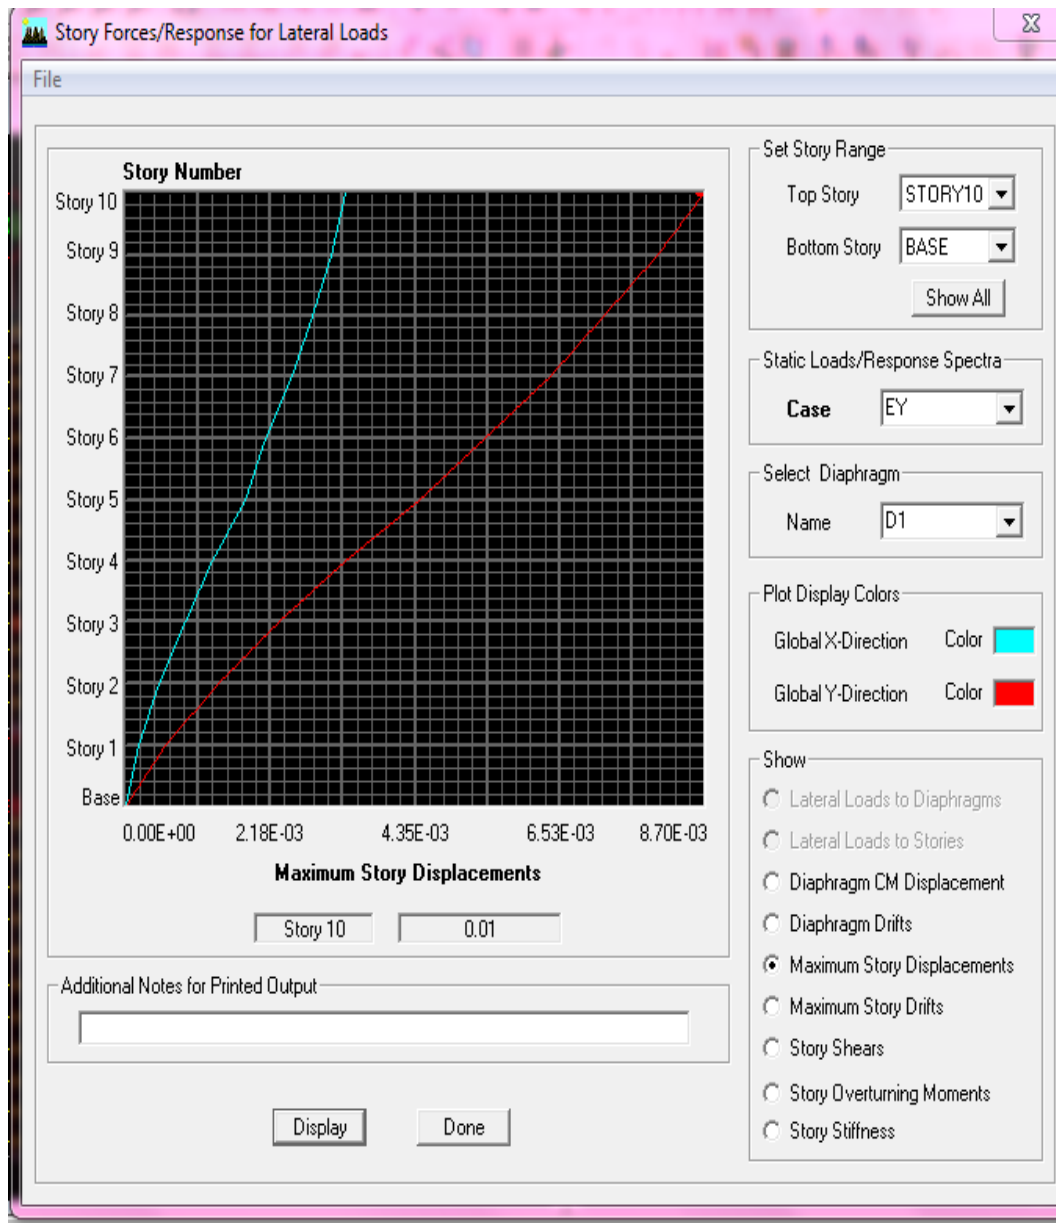 Story Forces/Response for Lateral Loads
X
File
Story Number
Story 10
Story 9
Story 8
Story 7
Story 6
Story 5
Story 4
Story 3
Story 2
Story 1
Base
0.00E+00 2.18E-03 4.35E-03 6.53E-03 8.70E-03
Maximum Story Displacements
Story 10 0.01
Additional Notes for Printed Output
Display Done
Set Story Range
Top Story STORY10
Bottom Story BASE
Show All
Static Loads/Response Spectra
Case EY
Select Diaphragm
Name D1
Plot Display Colors
Global X-Direction Color
Global Y-Direction Color
Show
Lateral Loads to Diaphragms
Lateral Loads to Stories
Diaphragm CM Displacement
Diaphragm Drifts
Maximum Story Displacements
Maximum Story Drifts
Story Shears
Story Overturning Moments
Story Stiffness